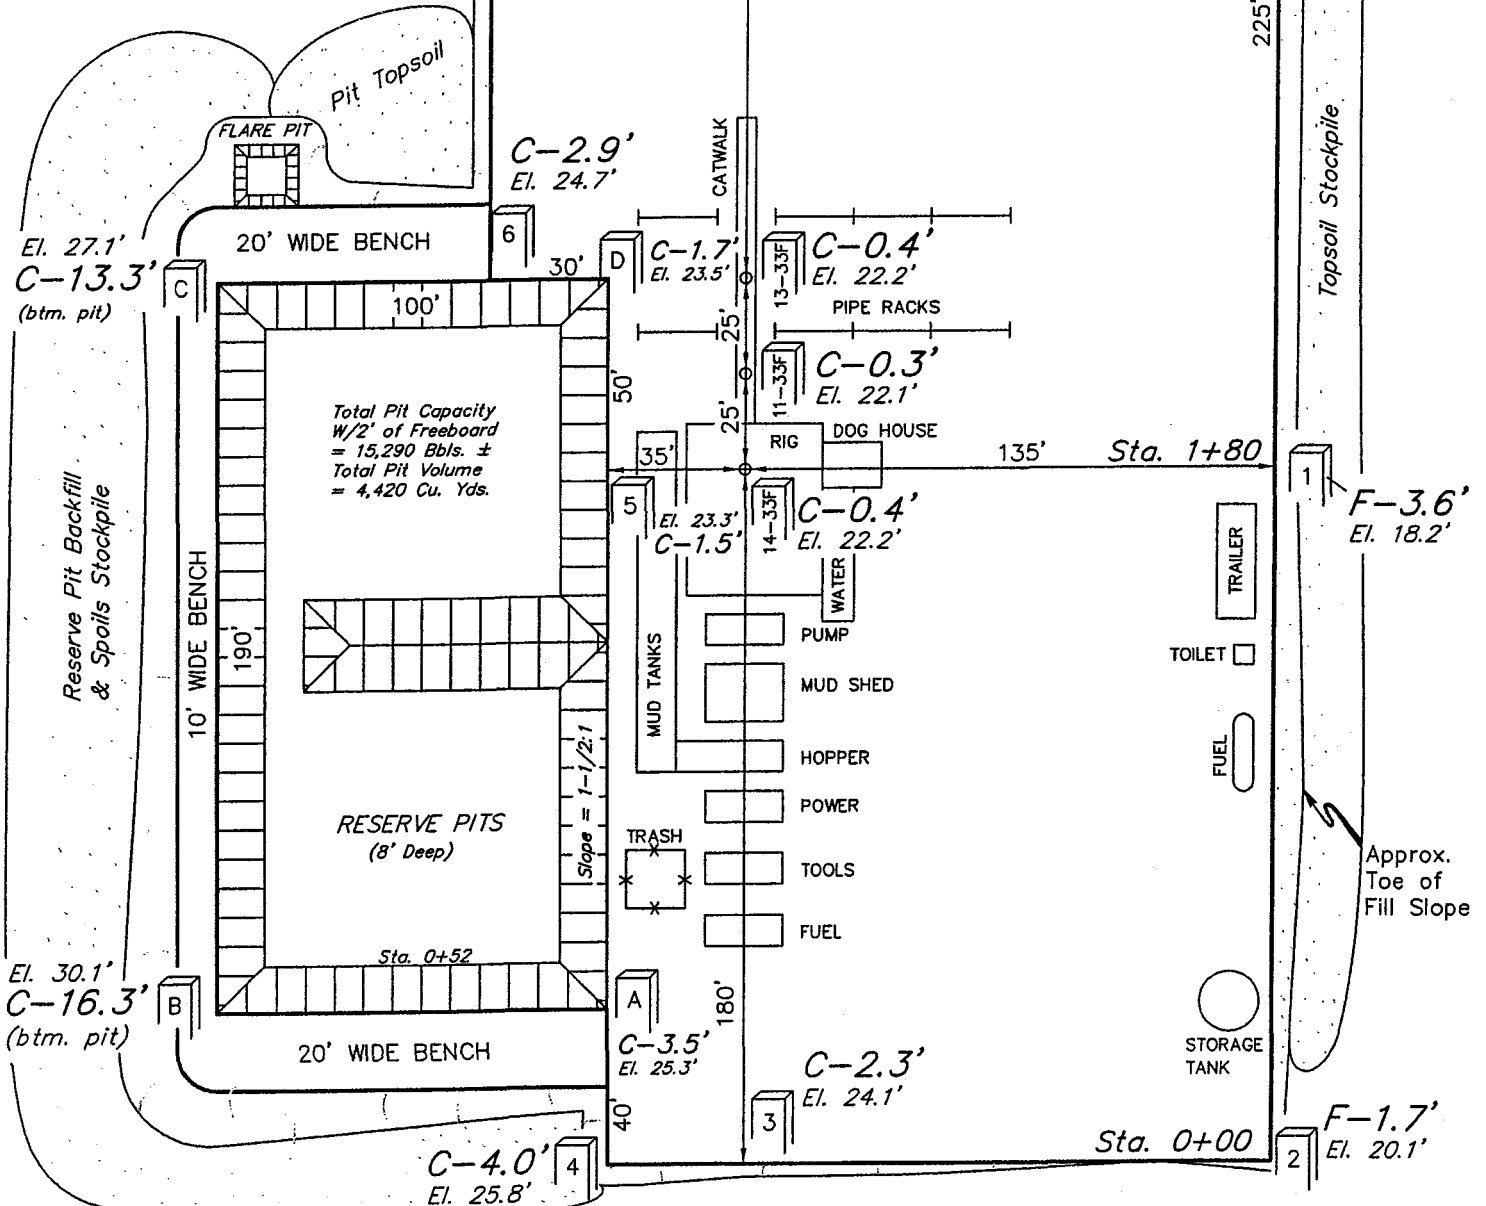 225'
Pit Topsoil
FLARE PIT
Topsoil Stockpile
CATWALK
C-2.9'
El. 24.7'
6
20' WIDE BENCH
El. 27.1'
C-13.3'
(btm. pit)
C
30'
D
C-1.7'
El. 23.5'
13-33F
C-0.4'
El. 22.2'
100'
25'
PIPE RACKS
50'
11-33F
C-0.3'
El. 22.1'
25'
Total Pit Capacity
W/2' of Freeboard
= 15,290 Bbls. ±
Total Pit Volume
= 4,420 Cu. Yds.
RIG
DOG HOUSE
35'
135'
Sta. 1+80
1
F-3.6'
El. 18.2'
5
El. 23.3'
C-1.5'
14-33F
C-0.4'
El. 22.2'
Reserve Pit Backfill
& Spoils Stockpile
10' WIDE BENCH
190'
WATER
TRAILER
PUMP
TOILET
MUD TANKS
MUD SHED
HOPPER
FUEL
Slope = 1-1/2:1
POWER
RESERVE PITS
(8' Deep)
TRASH
TOOLS
Approx.
Toe of
Fill Slope
FUEL
Sta. 0+52
El. 30.1'
C-16.3'
(btm. pit)
B
A
180'
20' WIDE BENCH
C-3.5'
El. 25.3'
STORAGE
TANK
C-2.3'
El. 24.1'
3
40'
Sta. 0+00
2
F-1.7'
El. 20.1'
C-4.0'
El. 25.8'
4